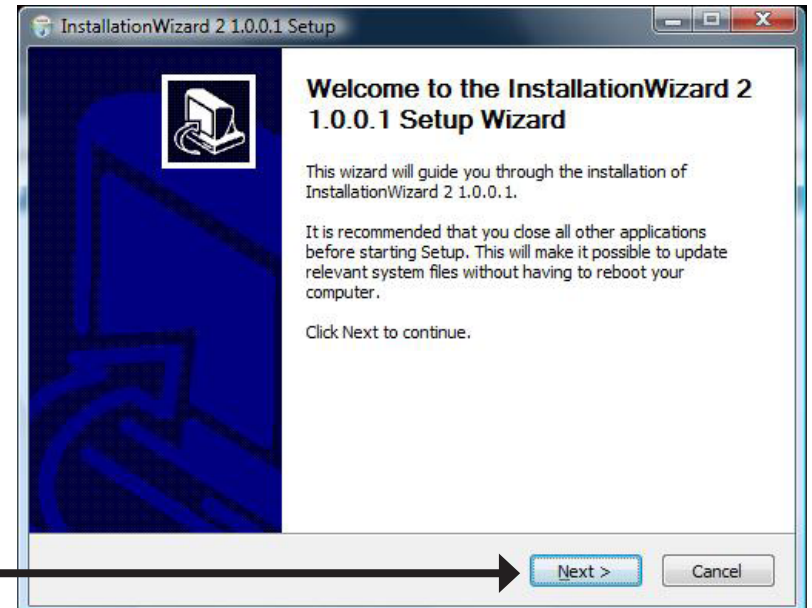 InstallationWizard 2 1.0.0.1 Setup
Welcome to the InstallationWizard 2
1.0.0.1 Setup Wizard
This wizard will guide you through the installation of
InstallationWizard 2 1.0.0.1.
It is recommended that you close all other applications
before starting Setup. This will make it possible to update
relevant system files without having to reboot your
computer.
Click Next to continue.
Next > Cancel